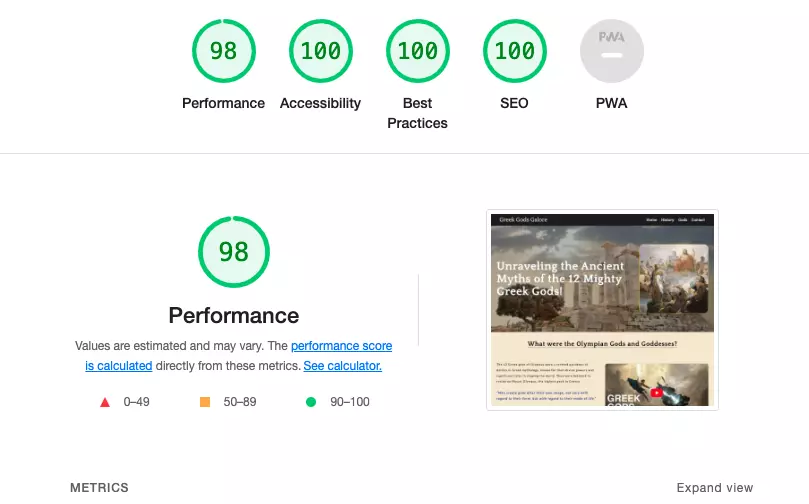 98
100
100
100
PWA
Performance
Accessibility
Best
Practices
SEO
PWA
98
Performance
Values are estimated and may vary. The performance score
is calculated directly from these metrics. See calculator.
0–49
50–89
90–100
Greek Gods Galore
Home History Gods Contact
Unraveling the Ancient
Myths of the 12 Mighty
Greek Gods!
What were the Olympian Gods and Goddesses?
GREEK
GODS
METRICS
Expand view